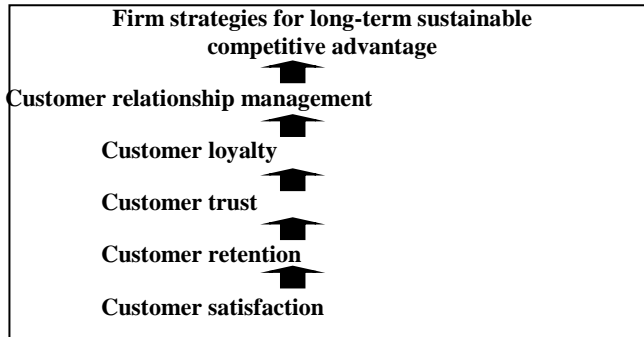 Firm strategies for long-term sustainable
competitive advantage
Customer relationship management
Customer loyalty
Customer trust
Customer retention
Customer satisfaction